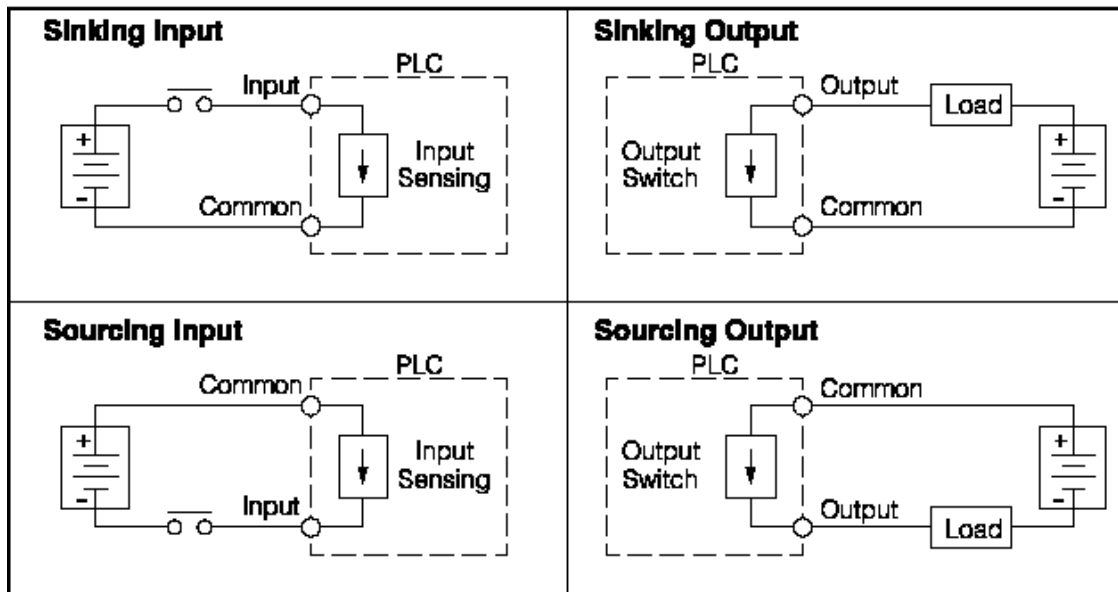 Sinking Input
PLC
Input
+
Input
Sensing
-
Common
Sinking Output
PLC
Output
Load
+
Output
Switch
-
Common
Sourcing Input
PLC
Common
+
Input
Sensing
-
Input
Sourcing Output
PLC
Common
+
Output
Switch
-
Output
Load